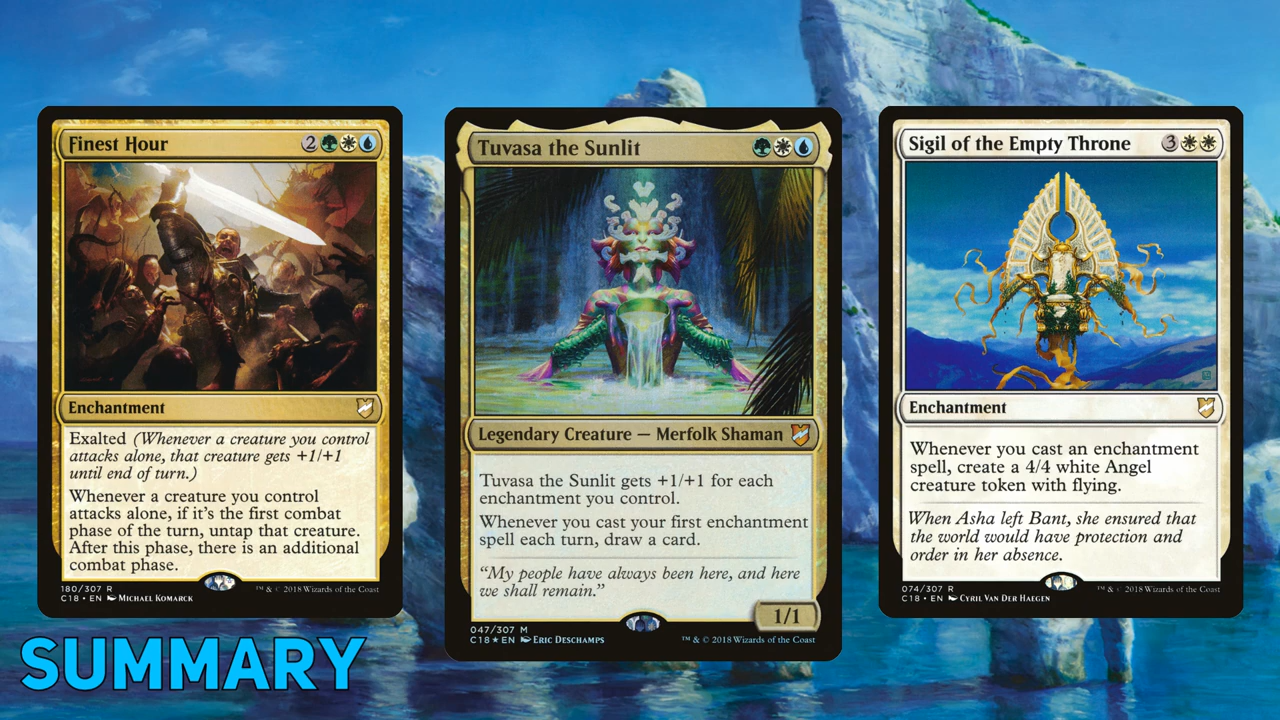 Finest Hour
2
Enchantment
Exalted (Whenever a creature you control
attacks alone, that creature gets +1/+1
until end of turn.)
Whenever a creature you control
attacks alone, if it's the first combat
phase of the turn, untap that creature.
After this phase, there is an additional
combat phase.
180/307 R
C18 • EN Michael Komarck
™ & © 2018 Wizards of the Coast
Tuvasa the Sunlit
Legendary Creature — Merfolk Shaman
Tuvasa the Sunlit gets +1/+1 for each
enchantment you control.
Whenever you cast your first enchantment
spell each turn, draw a card.
“My people have always been here, and here
we shall remain.”
1/1
047/307 M
C18 ★ EN Eric Deschamps
™ & © 2018 Wizards of the Coast
Sigil of the Empty Throne
3
Enchantment
Whenever you cast an enchantment
spell, create a 4/4 white Angel
creature token with flying.
When Asha left Bant, she ensured that
the world would have protection and
order in her absence.
074/307 R
C18 • EN Cyril Van Der Haegen
™ & © 2018 Wizards of the Coast
SUMMARY